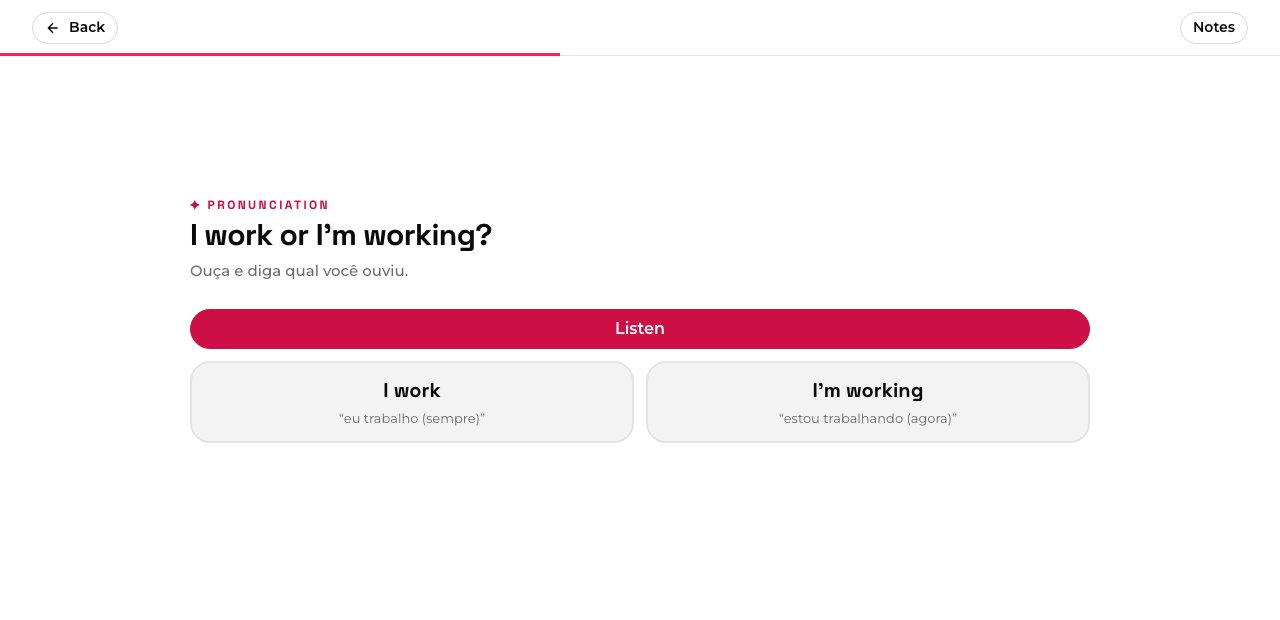 Back
Notes
PRONUNCIATION
I work or I’m working?
Ouça e diga qual você ouviu.
Listen
I work
“eu trabalho (sempre)”
I’m working
“estou trabalhando (agora)”